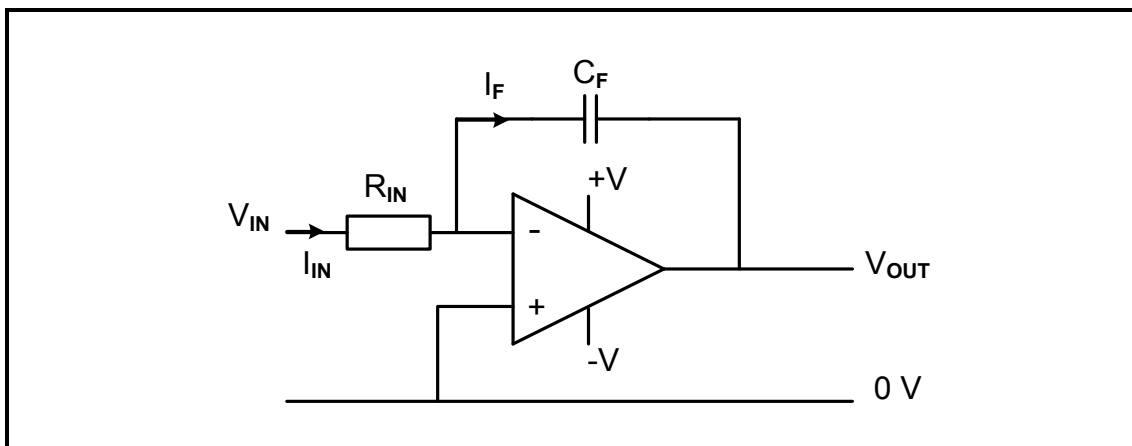 C_F
I_F
+V
R_IN
V_IN
-
I_IN
V_OUT
+
-V
0 V